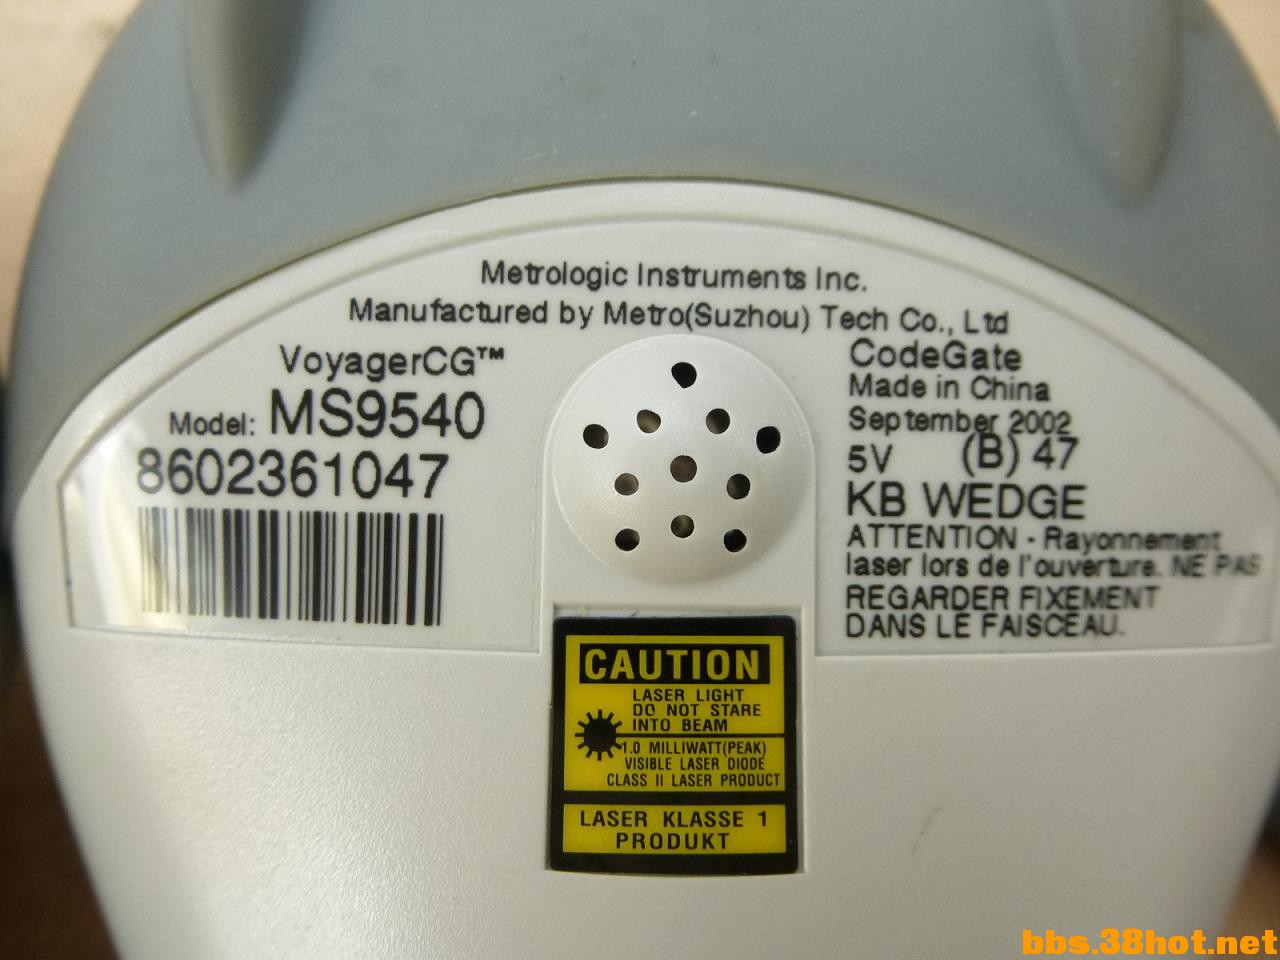 Metrologic Instruments Inc.
Manufactured by Metro(Suzhou) Tech Co., Ltd
VoyagerCG™
Model: MS9540
8602361047
CodeGate
Made in China
September 2002
5V (B) 47
KB WEDGE
ATTENTION - Rayonnement
laser lors de l'ouverture. NE PAS
REGARDER FIXEMENT
DANS LE FAISCEAU.
CAUTION
LASER LIGHT
DO NOT STARE
INTO BEAM
1.0 MILLIWATT(PEAK)
VISIBLE LASER DIODE
CLASS II LASER PRODUCT
LASER KLASSE 1
PRODUKT
bbs.38hot.net